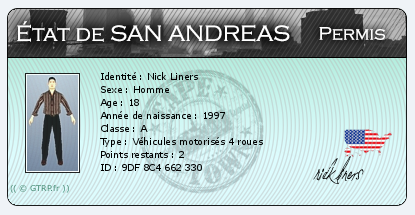 ÉTAT DE SAN ANDREAS PERMIS
Identité : Nick Liners
Sexe : Homme
Age : 18
Année de naissance : 1997
Classe : A
Type : Véhicules motorisés 4 roues
Points restants : 2
ID : 9DF 8C4 662 330
nick liners
(( © GTRP.fr ))